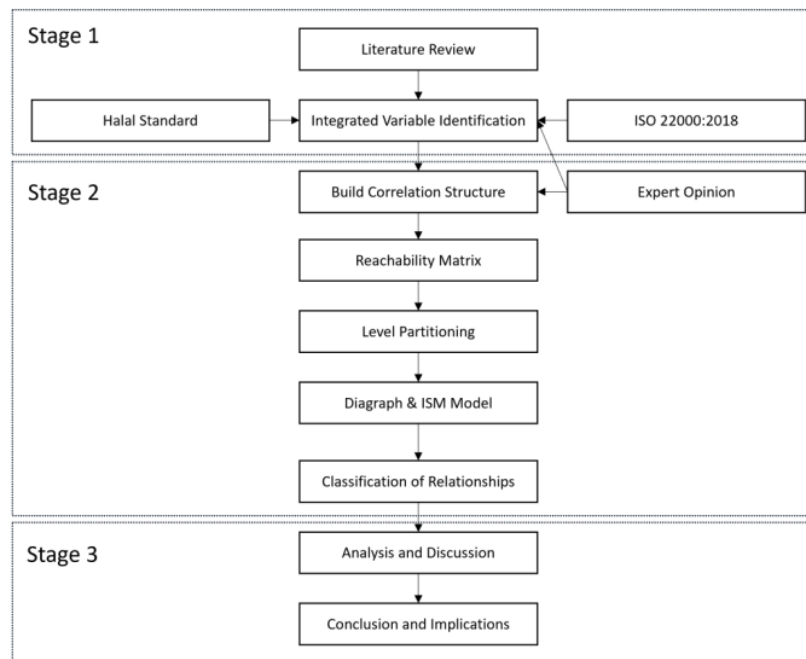 Stage 1
Literature Review
Halal Standard
Integrated Variable Identification
ISO 22000:2018
Stage 2
Build Correlation Structure
Expert Opinion
Reachability Matrix
Level Partitioning
Diagraph & ISM Model
Classification of Relationships
Stage 3
Analysis and Discussion
Conclusion and Implications